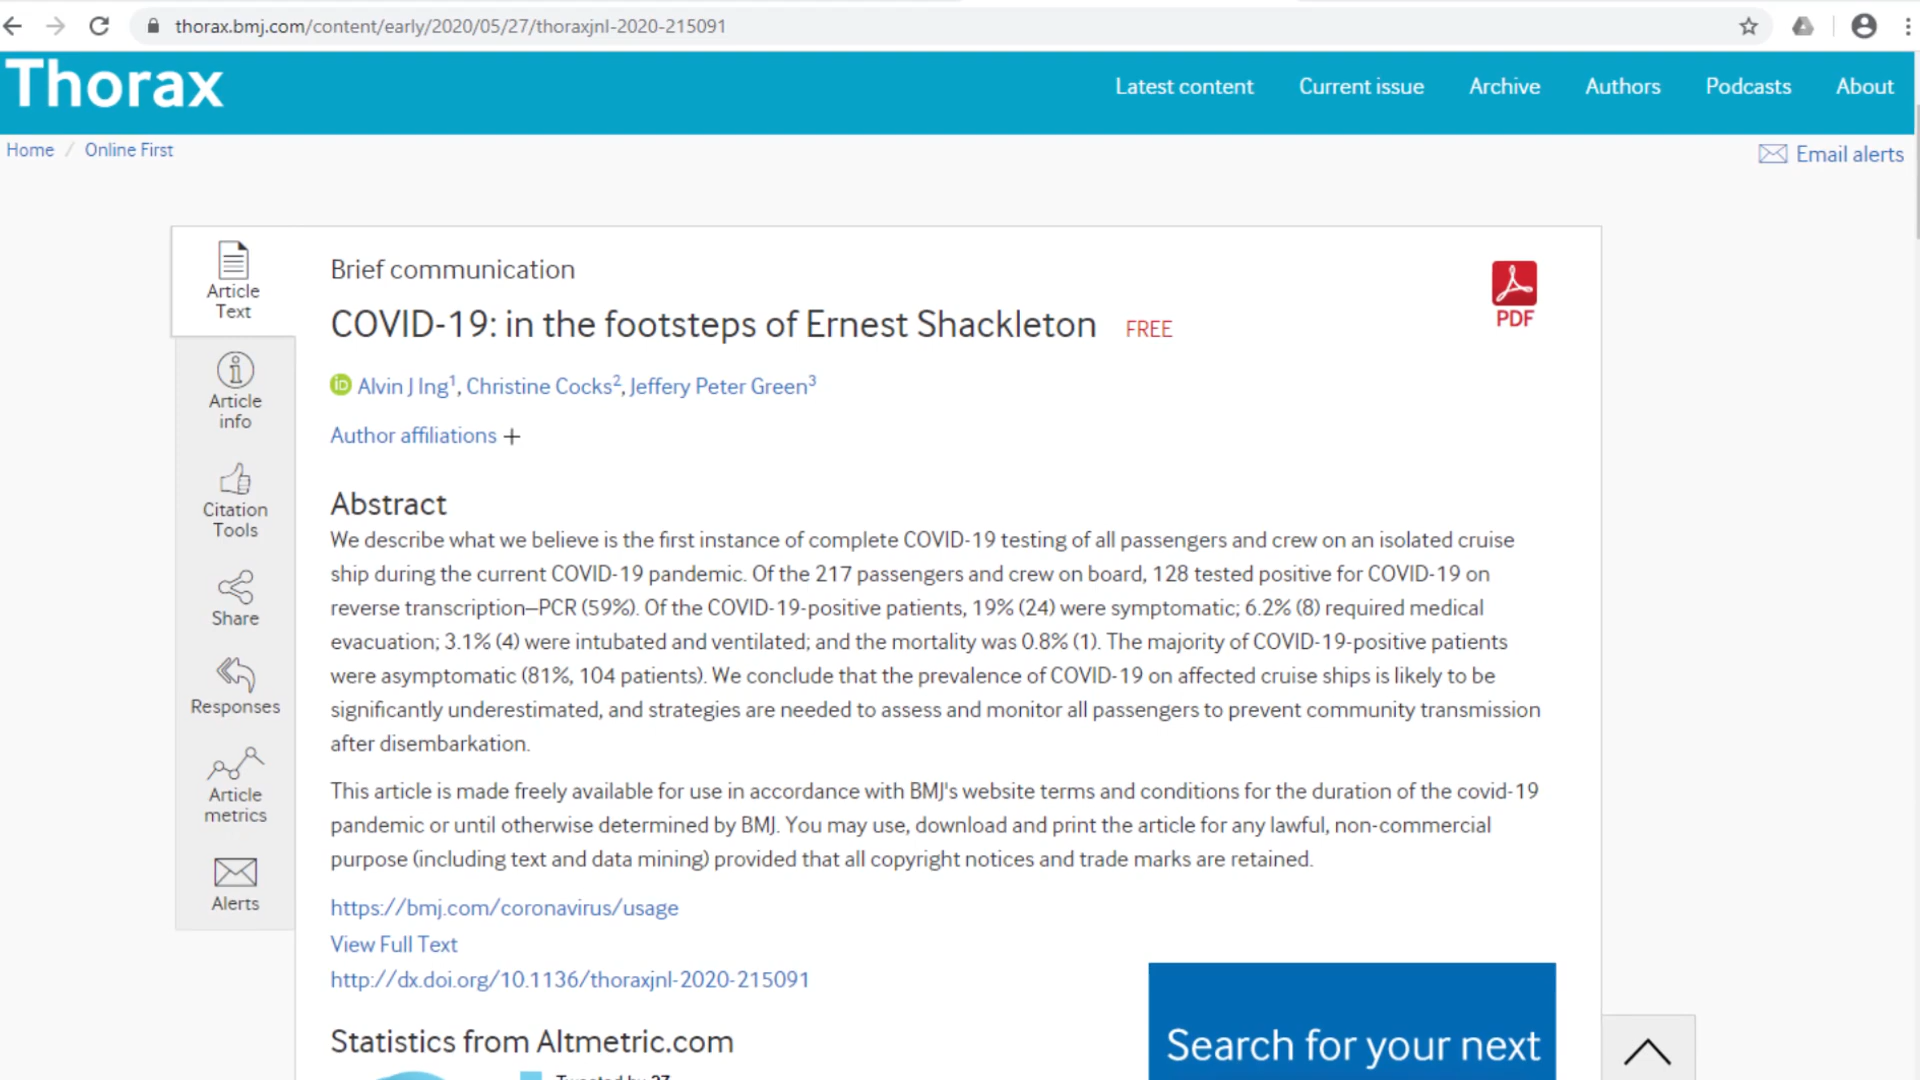 thorax.bmj.com/content/early/2020/05/27/thoraxjnl-2020-215091
Thorax
Latest content
Current issue
Archive
Authors
Podcasts
About
Home / Online First
Email alerts
Article
Text
Article
info
Citation
Tools
Share
Responses
Article
metrics
Alerts
Brief communication
COVID-19: in the footsteps of Ernest Shackleton FREE
PDF
iD Alvin J Ing1, Christine Cocks2, Jeffery Peter Green3
Author affiliations +
Abstract
We describe what we believe is the first instance of complete COVID-19 testing of all passengers and crew on an isolated cruise
ship during the current COVID-19 pandemic. Of the 217 passengers and crew on board, 128 tested positive for COVID-19 on
reverse transcription–PCR (59%). Of the COVID-19-positive patients, 19% (24) were symptomatic; 6.2% (8) required medical
evacuation; 3.1% (4) were intubated and ventilated; and the mortality was 0.8% (1). The majority of COVID-19-positive patients
were asymptomatic (81%, 104 patients). We conclude that the prevalence of COVID-19 on affected cruise ships is likely to be
significantly underestimated, and strategies are needed to assess and monitor all passengers to prevent community transmission
after disembarkation.
This article is made freely available for use in accordance with BMJ's website terms and conditions for the duration of the covid-19
pandemic or until otherwise determined by BMJ. You may use, download and print the article for any lawful, non-commercial
purpose (including text and data mining) provided that all copyright notices and trade marks are retained.
https://bmj.com/coronavirus/usage
View Full Text
http://dx.doi.org/10.1136/thoraxjnl-2020-215091
Statistics from Altmetric.com
Search for your next